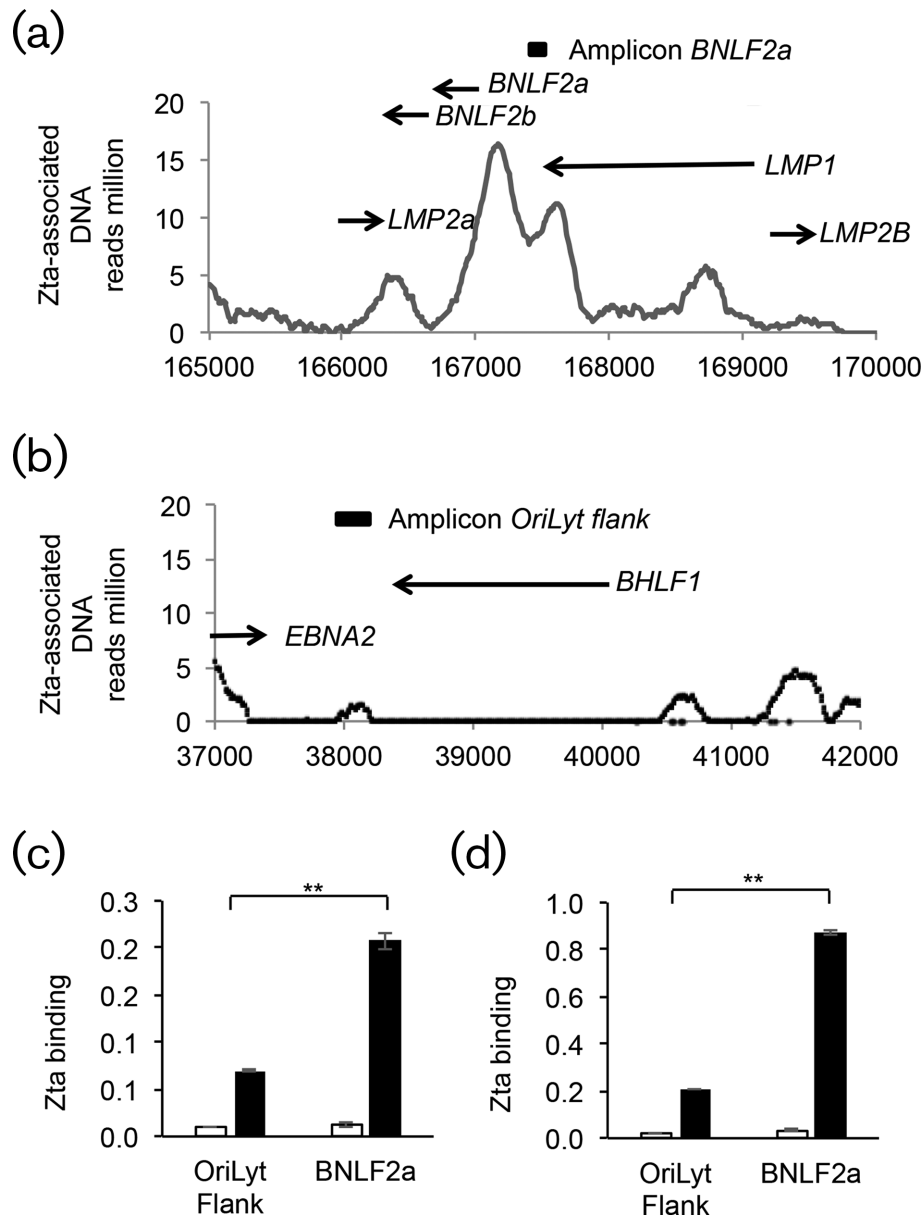 (a)
Amplicon BNLF2a
BNLF2a
BNLF2b
LMP1
LMP2a
LMP2B
Zta-associated
DNA
reads million
20
15
10
5
0
165000 166000 167000 168000 169000 170000
(b)
Amplicon OriLyt flank
BHLF1
EBNA2
Zta-associated
DNA
reads million
20
15
10
5
0
37000 38000 39000 40000 41000 42000
(c)
**
Zta binding
0.3
0.2
0.2
0.1
0.1
0.0
OriLyt
Flank
BNLF2a
(d)
**
Zta binding
1.0
0.8
0.6
0.4
0.2
0.0
OriLyt
Flank
BNLF2a